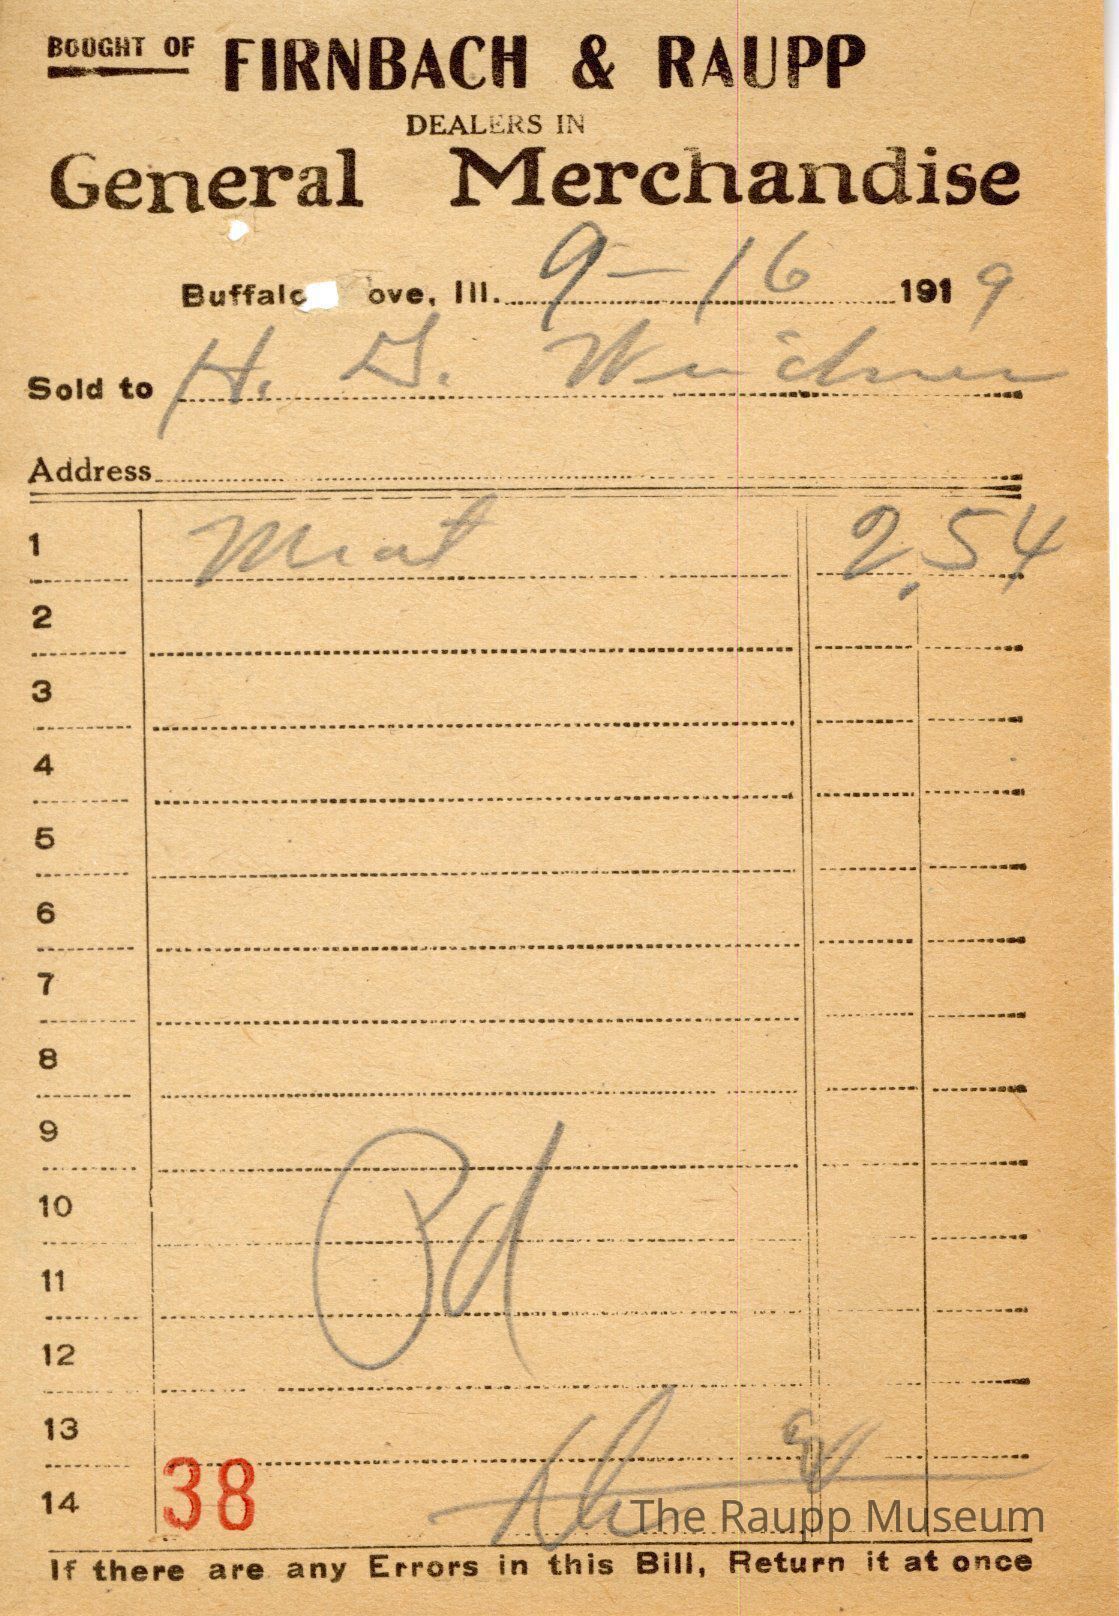 BOUGHT OF FIRNBACH & RAUPP
DEALERS IN
General Merchandise
Buffalo ove, Ill. 9-16 1919
Sold to H. G. Weidner
Address
1 Meat 2.54
2
3
4
5
6
7
8
9
10
11
12
Pd
13
14
38
The Raupp Museum
If there are any Errors in this Bill, Return it at once